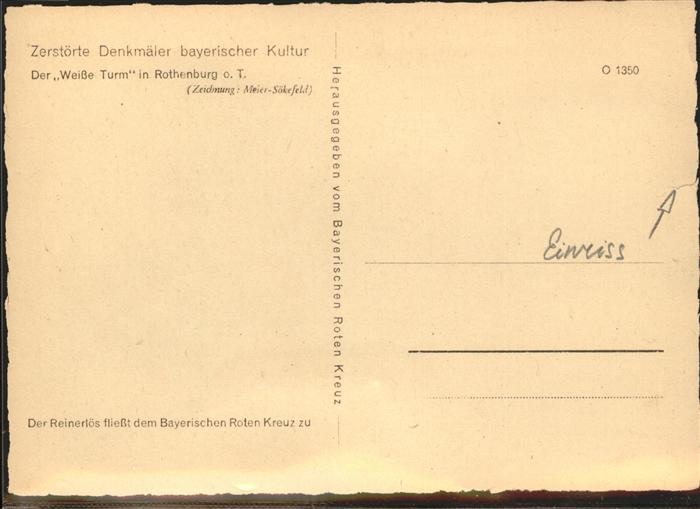 Zerstörte Denkmäler bayerischer Kultur
Der „Weiße Turm" in Rothenburg o. T.
(Zeichnung: Meier-Sökefeld)
Der Reinerlös fließt dem Bayerischen Roten Kreuz zu
Herausgegeben vom Bayerischen Roten Kreuz
O 1350
Einreiss